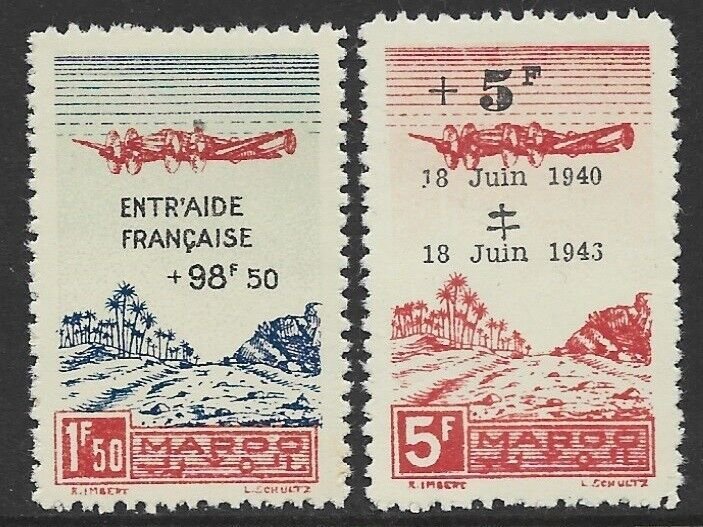 ENTR'AIDE
FRANÇAISE
+98F 50
1F50 MAROC
R. IMBERT L. SCHULTZ
+ 5F
18 Juin 1940
18 Juin 1946
5F MAROC
R. IMBERT L. SCHULTZ